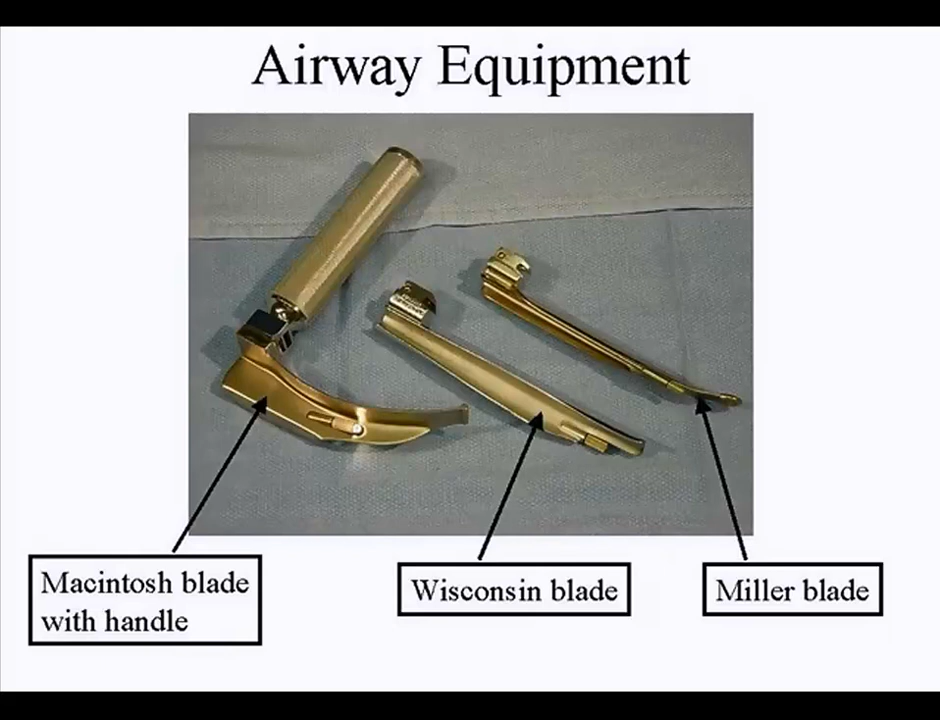 Airway Equipment
Macintosh blade
with handle
Wisconsin blade
Miller blade